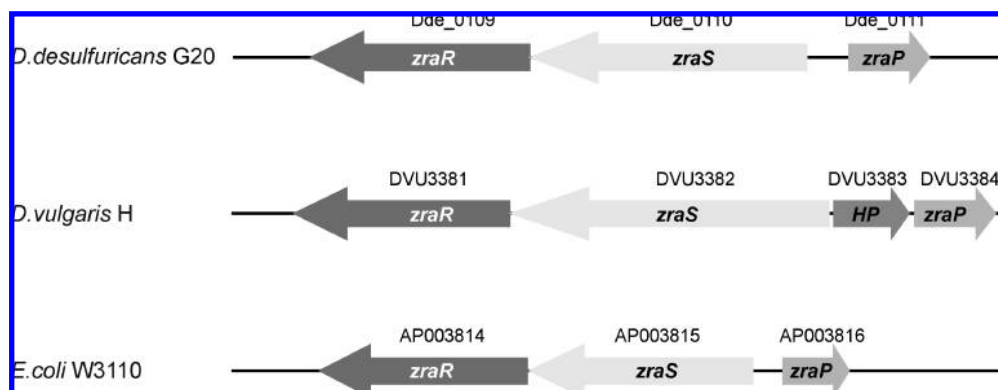 Dde_0109 Dde_0110 Dde_0111
D.desulfuricans G20 zraR zraS zraP
DVU3381 DVU3382 DVU3383 DVU3384
D.vulgaris H zraR zraS HP zraP
AP003814 AP003815 AP003816
E.coli W3110 zraR zraS zraP